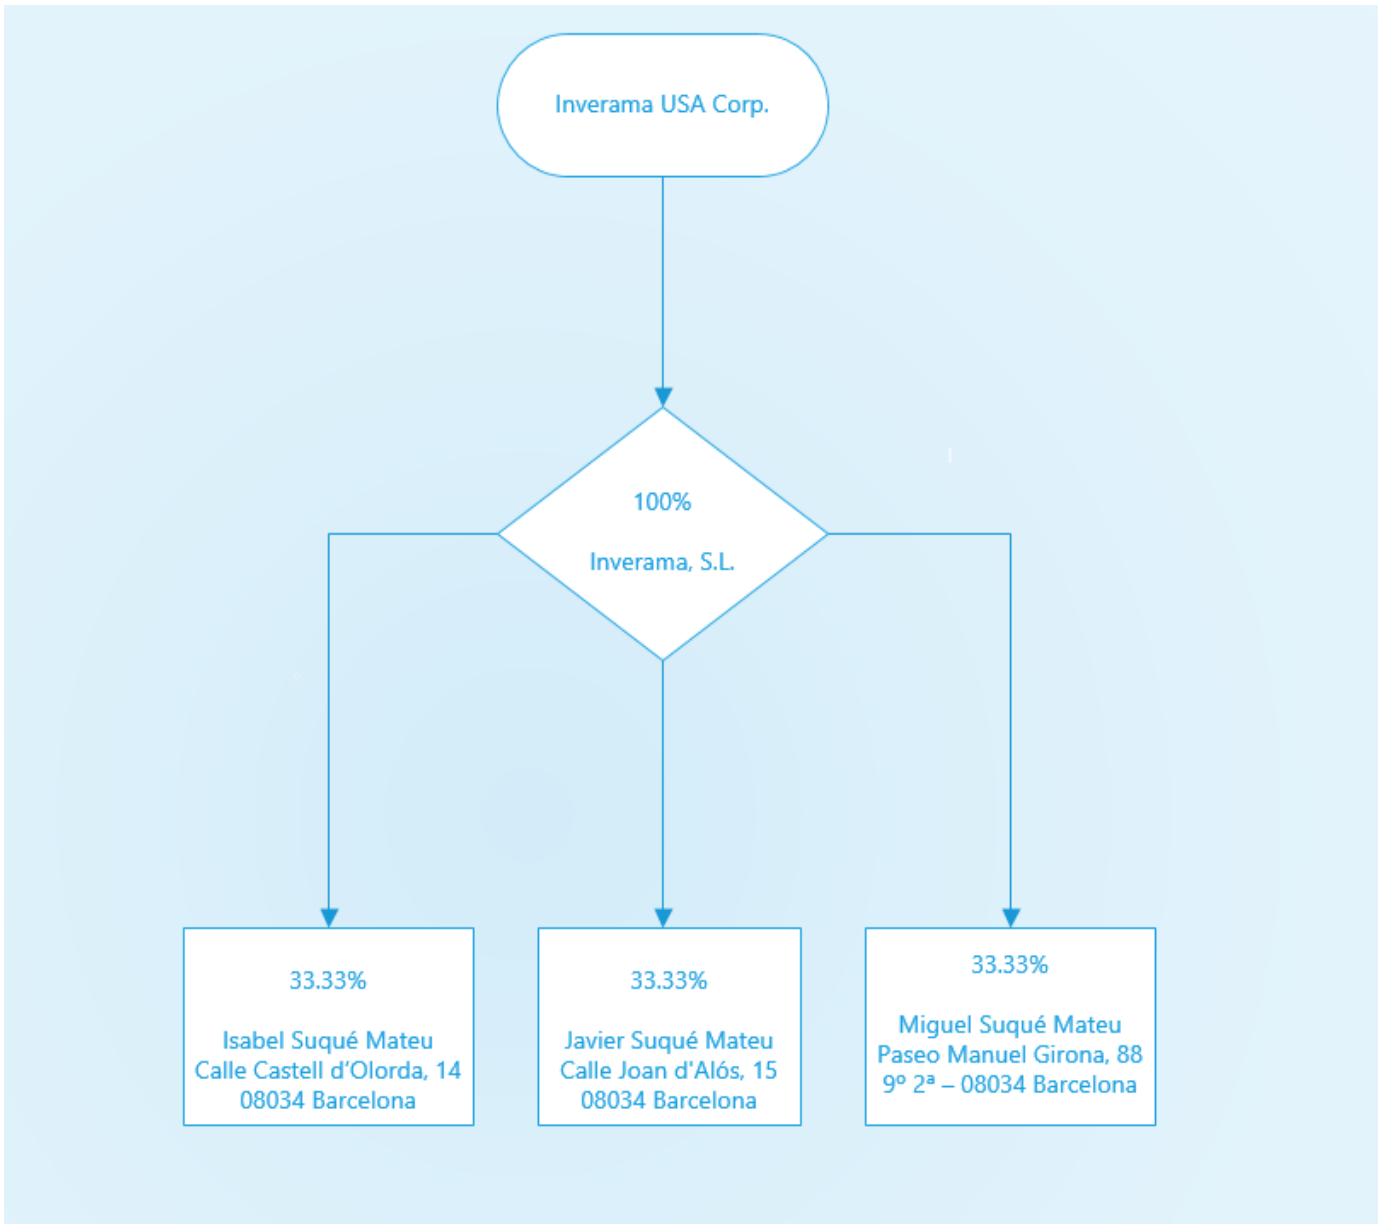 Inverama USA Corp.
100%
Inverama, S.L.
33.33%
Isabel Suqué Mateu
Calle Castell d’Olorda, 14
08034 Barcelona
33.33%
Javier Suqué Mateu
Calle Joan d'Alós, 15
08034 Barcelona
33.33%
Miguel Suqué Mateu
Paseo Manuel Girona, 88
9º 2ª – 08034 Barcelona